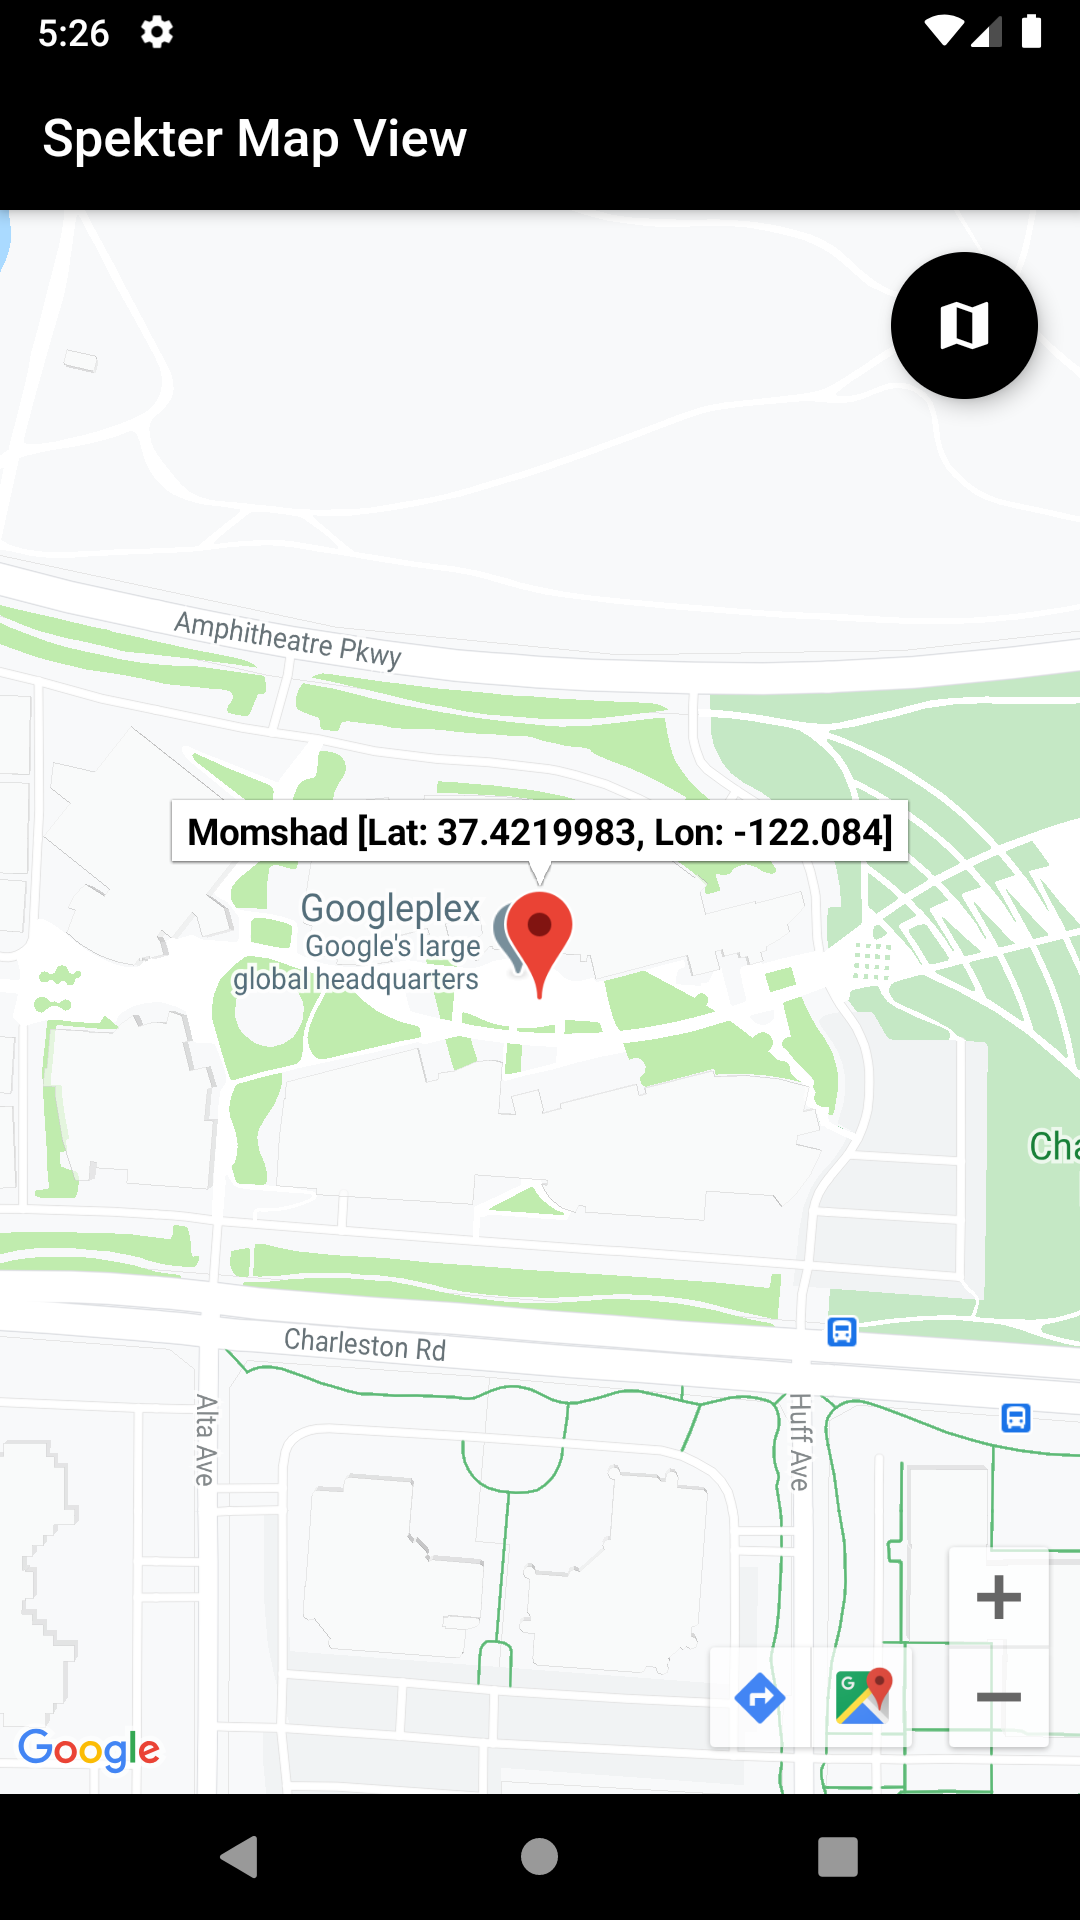 5:26
Spekter Map View
Amphitheatre Pkwy
Momshad [Lat: 37.4219983, Lon: -122.084]
Googleplex
Google's large
global headquarters
Cha
Charleston Rd
Alta Ave
Huff Ave
G
Google